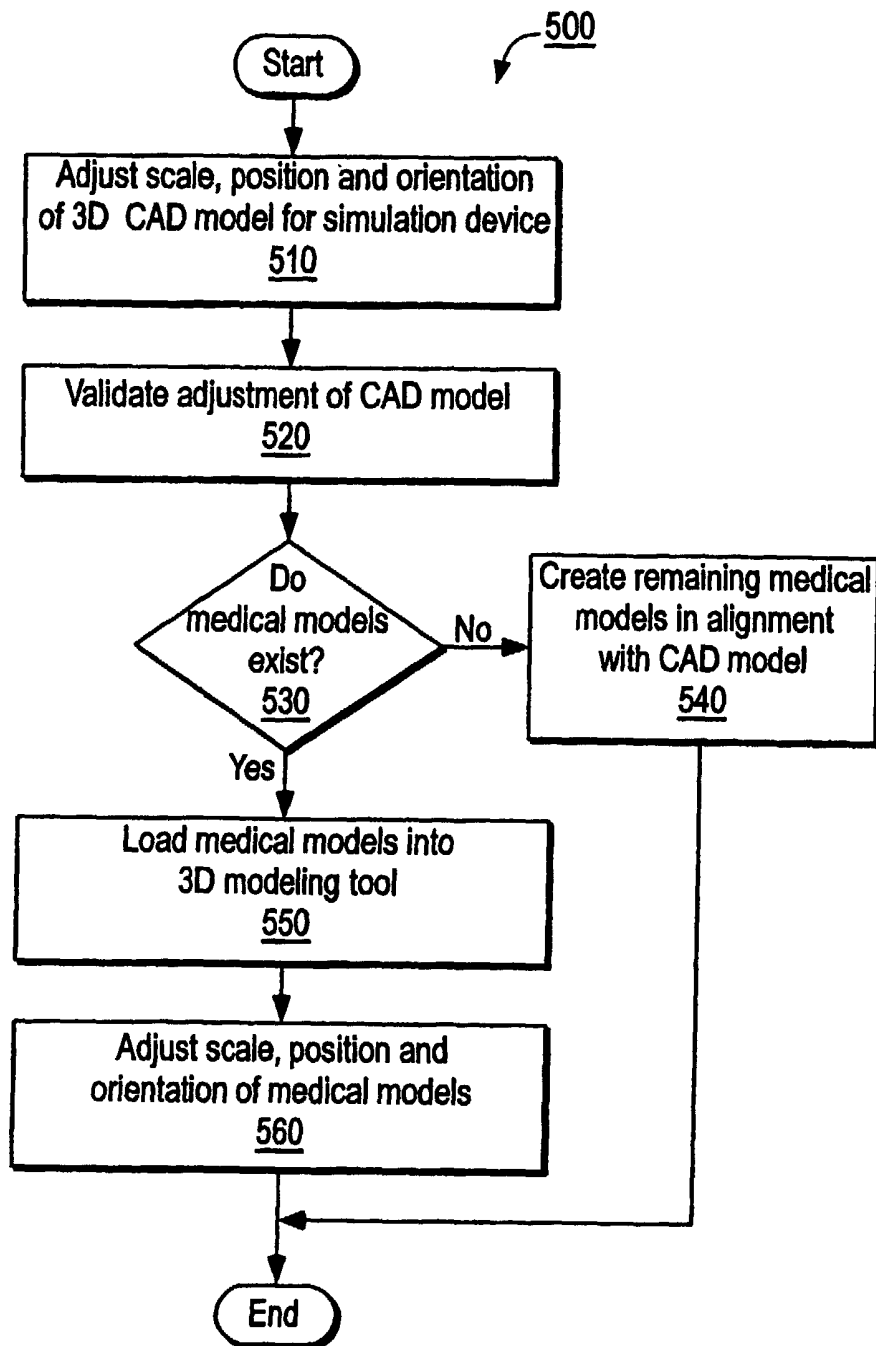 500
Start
Adjust scale, position and orientation
of 3D CAD model for simulation device
510
Validate adjustment of CAD model
520
Do
medical models
exist?
530
No
Create remaining medical
models in alignment
with CAD model
540
Yes
Load medical models into
3D modeling tool
550
Adjust scale, position and
orientation of medical models
560
End